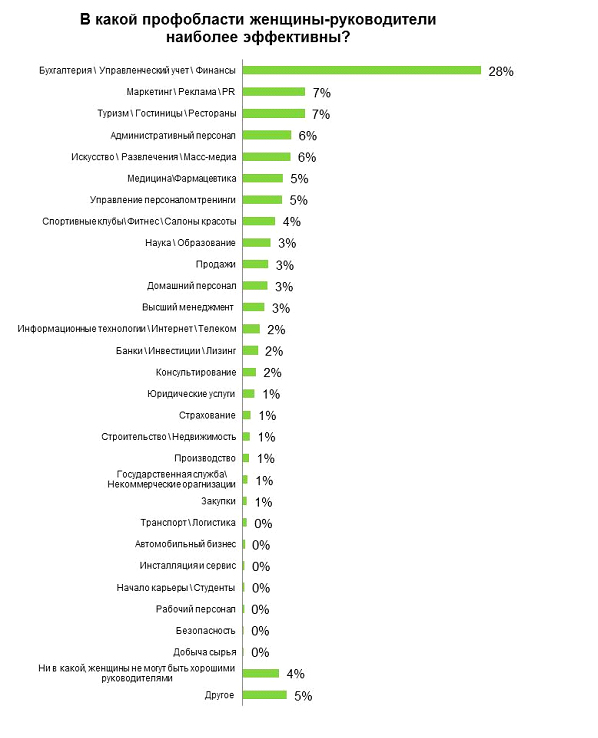 В какой профобласти женщины-руководители
наиболее эффективны?
Бухгалтерия \ Управленческий учет \ Финансы 28%
Маркетинг \ Реклама \ PR 7%
Туризм \ Гостиницы \ Рестораны 7%
Административный персонал 6%
Искусство \ Развлечения \ Масс-медиа 6%
Медицина\Фармацевтика 5%
Управление персоналом тренинги 5%
Спортивные клубы \ Фитнес \ Салоны красоты 4%
Наука \ Образование 3%
Продажи 3%
Домашний персонал 3%
Высший менеджмент 3%
Информационные технологии \ Интернет \ Телеком 2%
Банки \ Инвестиции \ Лизинг 2%
Консультирование 2%
Юридические услуги 1%
Страхование 1%
Строительство \ Недвижимость 1%
Производство 1%
Государственная служба\
Некоммерческие орагнизации 1%
Закупки 1%
Транспорт \ Логистика 0%
Автомобильный бизнес 0%
Инсталляция и сервис 0%
Начало карьеры \ Студенты 0%
Рабочий персонал 0%
Безопасность 0%
Добыча сырья 0%
Ни в какой, женщины не могут быть хорошими
руководителями 4%
Другое 5%